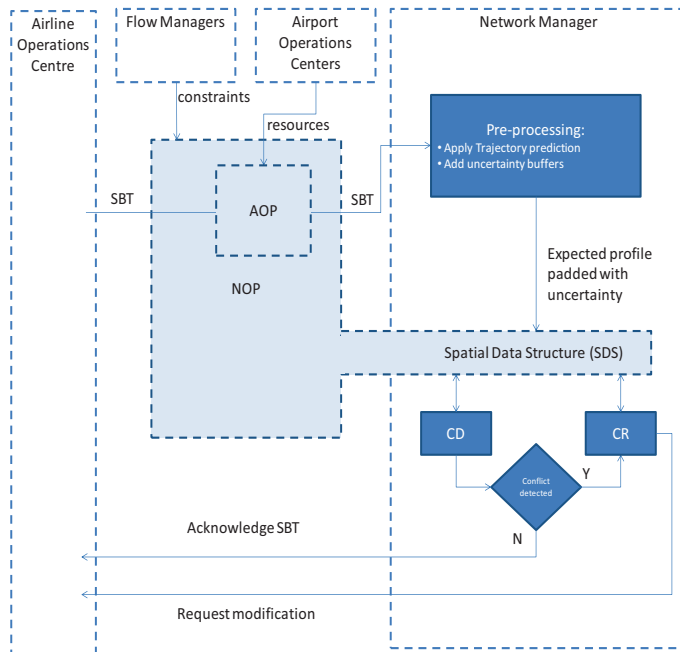 Airline
Operations
Centre
Flow Managers
Airport
Operations
Centers
Network Manager
constraints
resources
Pre-processing:
• Apply Trajectory prediction
• Add uncertainty buffers
SBT
AOP
SBT
NOP
Expected profile
padded with
uncertainty
Spatial Data Structure (SDS)
CD
CR
Conflict
detected
Y
N
Acknowledge SBT
Request modification